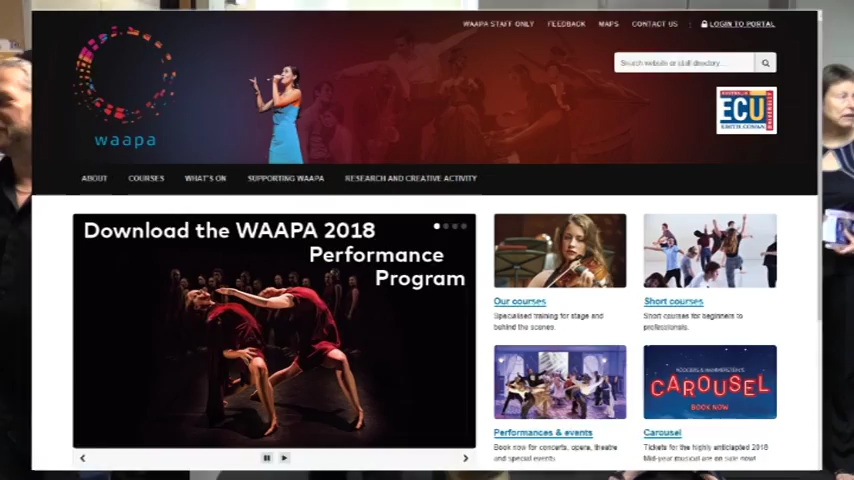 WAAPA STAFF ONLY FEEDBACK MAPS CONTACT US LOGIN TO PORTAL
Search website or staff directory...
waapa
AUSTRALIA
ECU
EDITH COWAN
UNIVERSITY
ABOUT COURSES WHAT'S ON SUPPORTING WAAPA RESEARCH AND CREATIVE ACTIVITY
Download the WAAPA 2018
Performance
Program
Our courses
Specialised training for stage and
behind the scenes.
Short courses
Short courses for beginners to
professionals.
RODGERS & HAMMERSTEIN'S
CAROUSEL
BOOK NOW
Performances & events
Book now for concerts, opera, theatre
and special events
Carousel
Tickets for the highly anticipated 2018
Mid-year musical are on sale now!